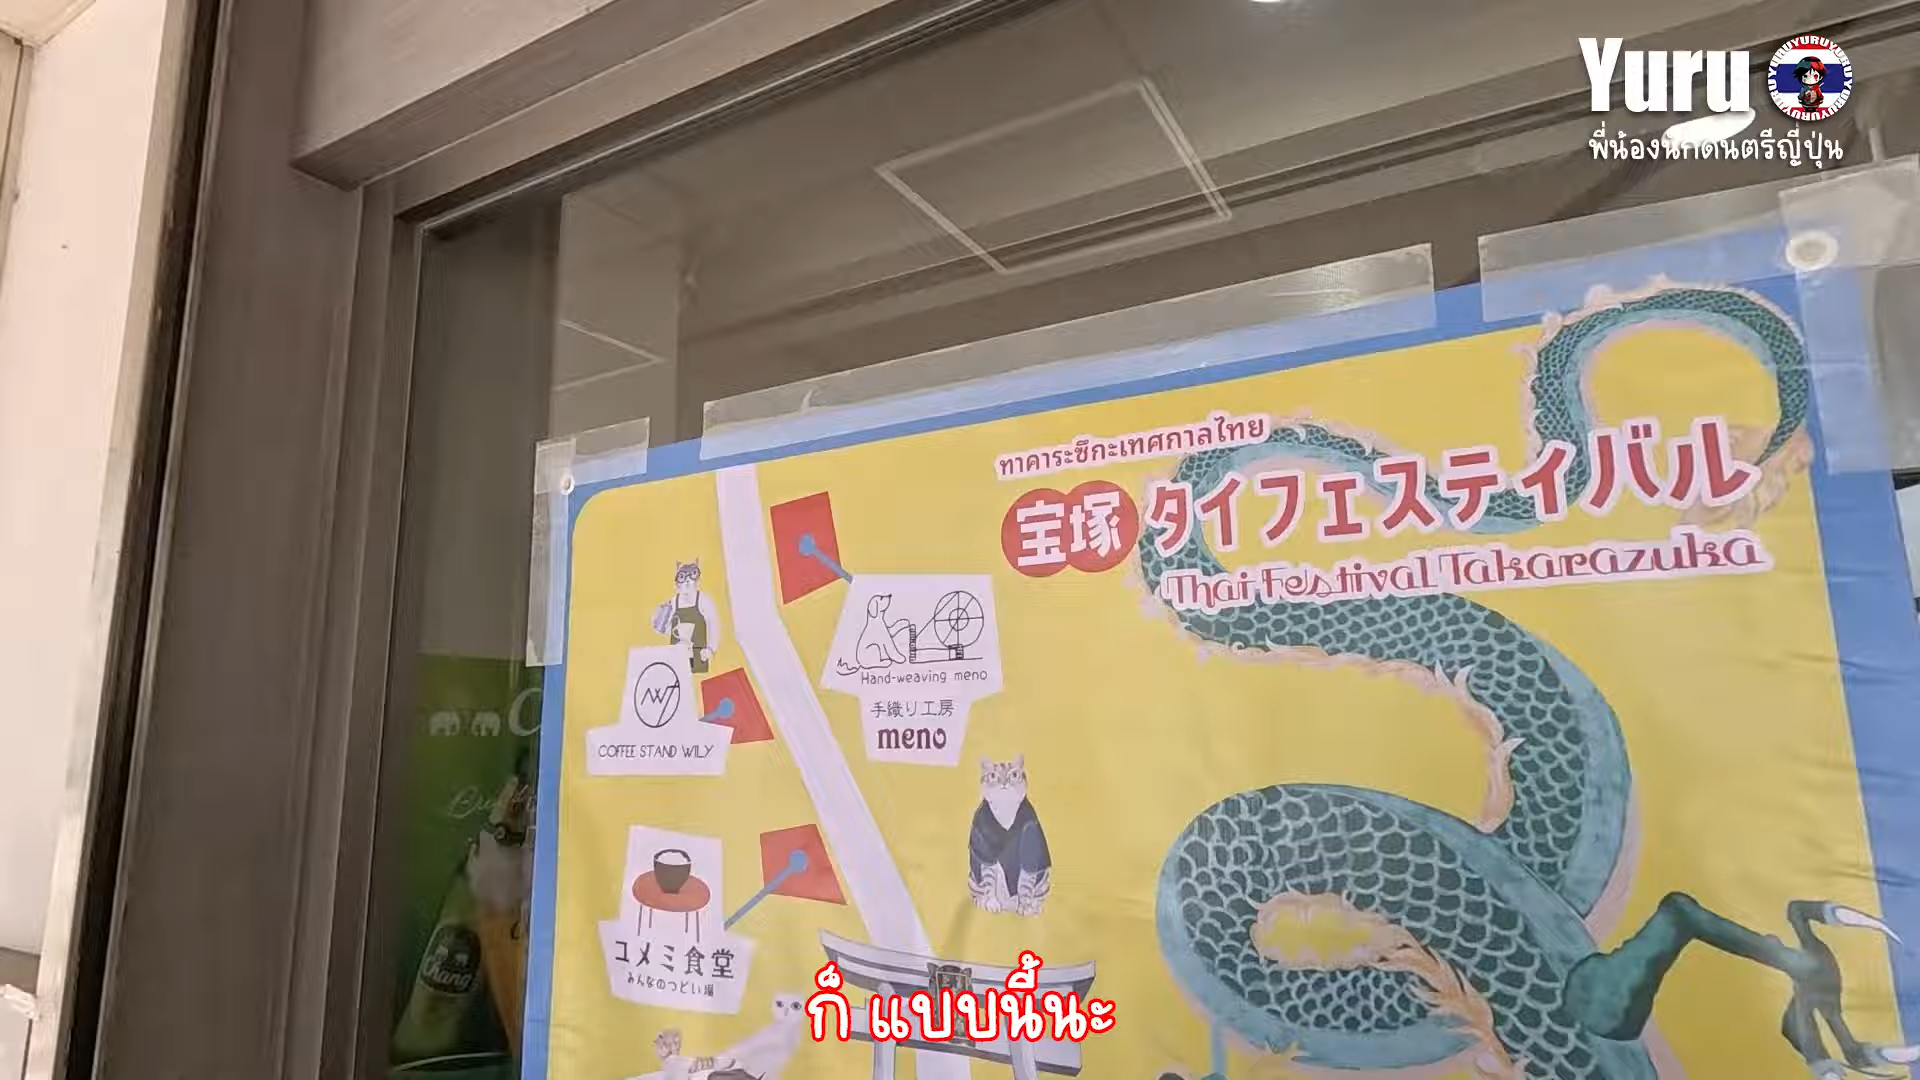 Yuru
พี่น้องนักดนตรีญี่ปุ่น
ทาคาระซึกะเทศกาลไทย
宝塚 タイフェスティバル
Thai Festival Takarazuka
Hand-weaving meno
手織り工房
meno
COFFEE STAND WILY
ユメミ食堂
みんなのつどい場
Chang
ก็ แบบนี้นะ